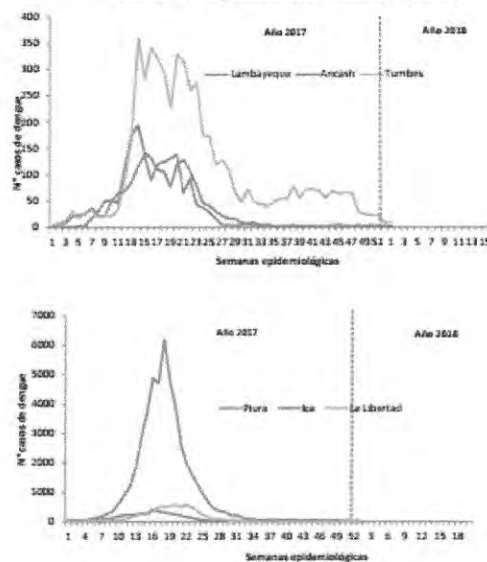 400
Año 2017
Año 2018
350
300
Lambayeque
Ancash
Tumbes
250
200
150
100
50
0
N° casos de dengue
1 3 5 7 9 11 13 15 17 19 21 23 25 27 29 31 33 35 37 39 41 43 45 47 49 51 1 3 5 7 9 11 13 15
Semanas epidemiológicas
7000
Año 2017
Año 2018
6000
5000
4000
Piura
Ica
La Libertad
3000
2000
1000
0
N° casos de dengue
1 4 7 10 13 16 19 22 25 28 31 34 37 40 43 46 49 52 3 6 9 12 15 18
Semanas epidemiológicas